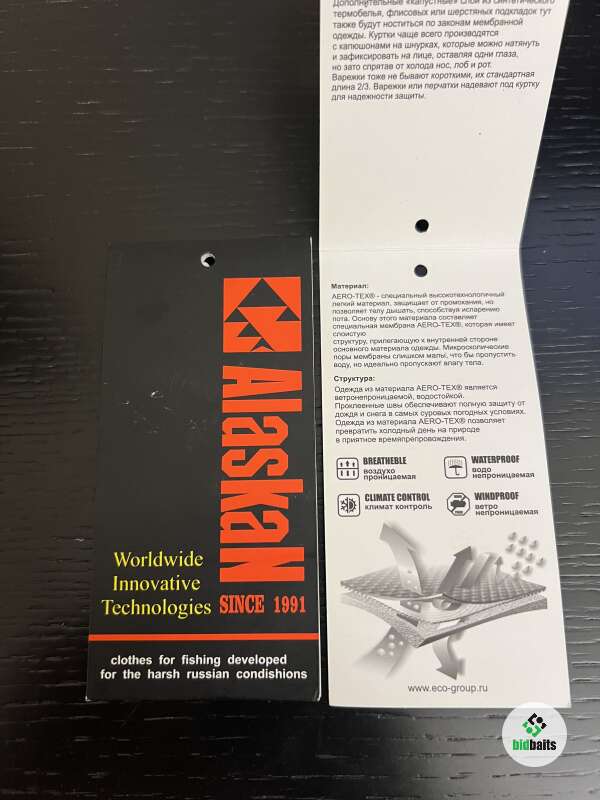 Дополнительные «капустные» слои из синтетического
термобелья, флисовых или шерстяных подкладок тут
также будут носиться по законам мембранной
одежды. Куртки чаще всего производятся
с капюшонами на шнурках, которые можно натянуть
и зафиксировать на лице, оставляя одни глаза,
но зато спрятав от холода нос, лоб и рот.
Варежки тоже не бывают короткими, их стандартная
длина 2/3. Варежки или перчатки надевают под куртку
для надежности защиты.
Материал:
AERO-TEX® - специальный высокотехнологичный
легкий материал, защищает от промокания, но
позволяет телу дышать, способствуя испарению
пота. Основу этого материала составляет
специальная мембрана AERO-TEX®, которая имеет
слоистую
структуру, прилегающую к внутренней стороне
основного материала одежды. Микроскопические
поры мембраны слишком малы, что бы пропустить
воду, но идеально пропускают влагу тела.
Структура:
Одежда из материала AERO-TEX® является
ветронепроницаемой, водостойкой.
Проклеенные швы обеспечивают полную защиту от
дождя и снега в самых суровых погодных условиях.
Одежда из материала AERO-TEX® позволяет
превратить холодный день на природе
в приятное времяпрепровождения.
BREATHEBLE
воздухо
проницаемая
WATERPROOF
водо
непроницаемая
CLIMATE CONTROL
климат контроль
WINDPROOF
ветро
непроницаемая
www.eco-group.ru
AlaskaN
SINCE 1991
Worldwide
Innovative
Technologies
clothes for fishing developed
for the harsh russian condishions
bidbaits